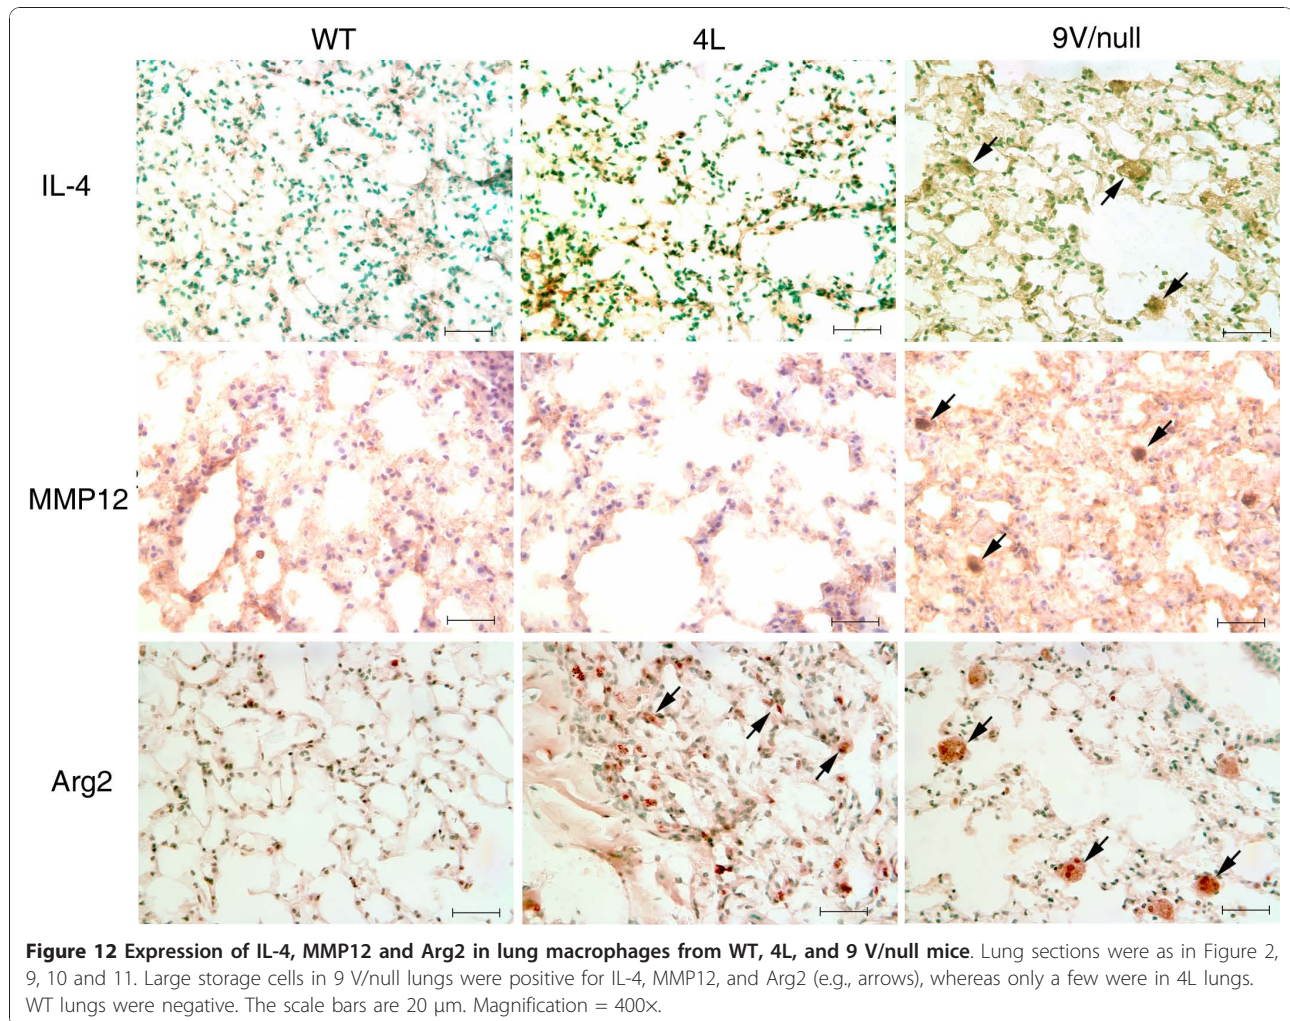 WT 4L 9V/null
IL-4
MMP12
Arg2
Figure 12 Expression of IL-4, MMP12 and Arg2 in lung macrophages from WT, 4L, and 9 V/null mice. Lung sections were as in Figure 2,
9, 10 and 11. Large storage cells in 9 V/null lungs were positive for IL-4, MMP12, and Arg2 (e.g., arrows), whereas only a few were in 4L lungs.
WT lungs were negative. The scale bars are 20 μm. Magnification = 400×.